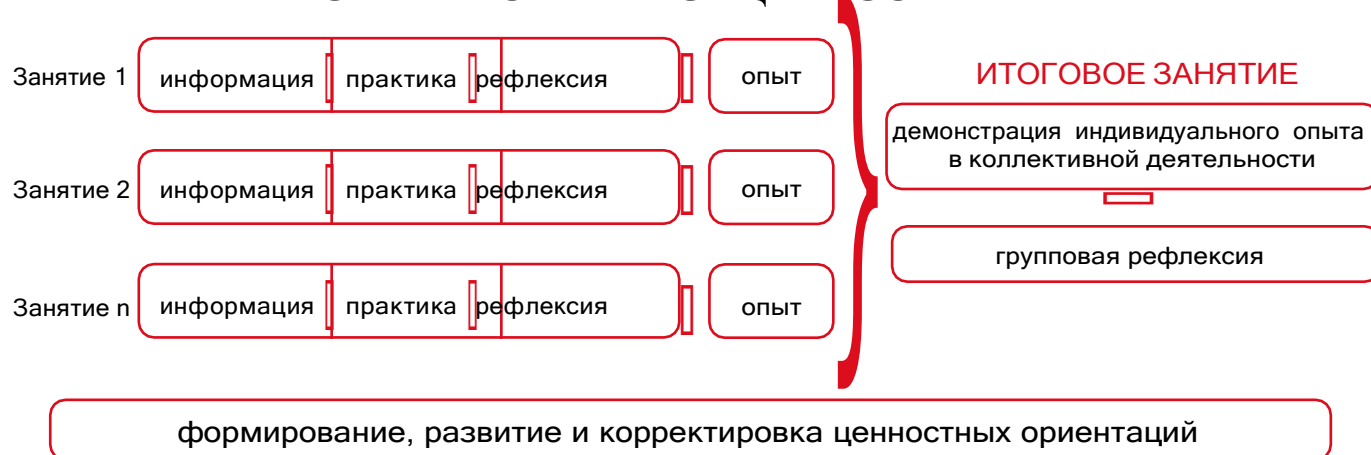 Занятие 1 информация практика рефлексия опыт
Занятие 2 информация практика рефлексия опыт
Занятие n информация практика рефлексия опыт
ИТОГОВОЕ ЗАНЯТИЕ
демонстрация индивидуального опыта
в коллективной деятельности
групповая рефлексия
формирование, развитие и корректировка ценностных ориентаций